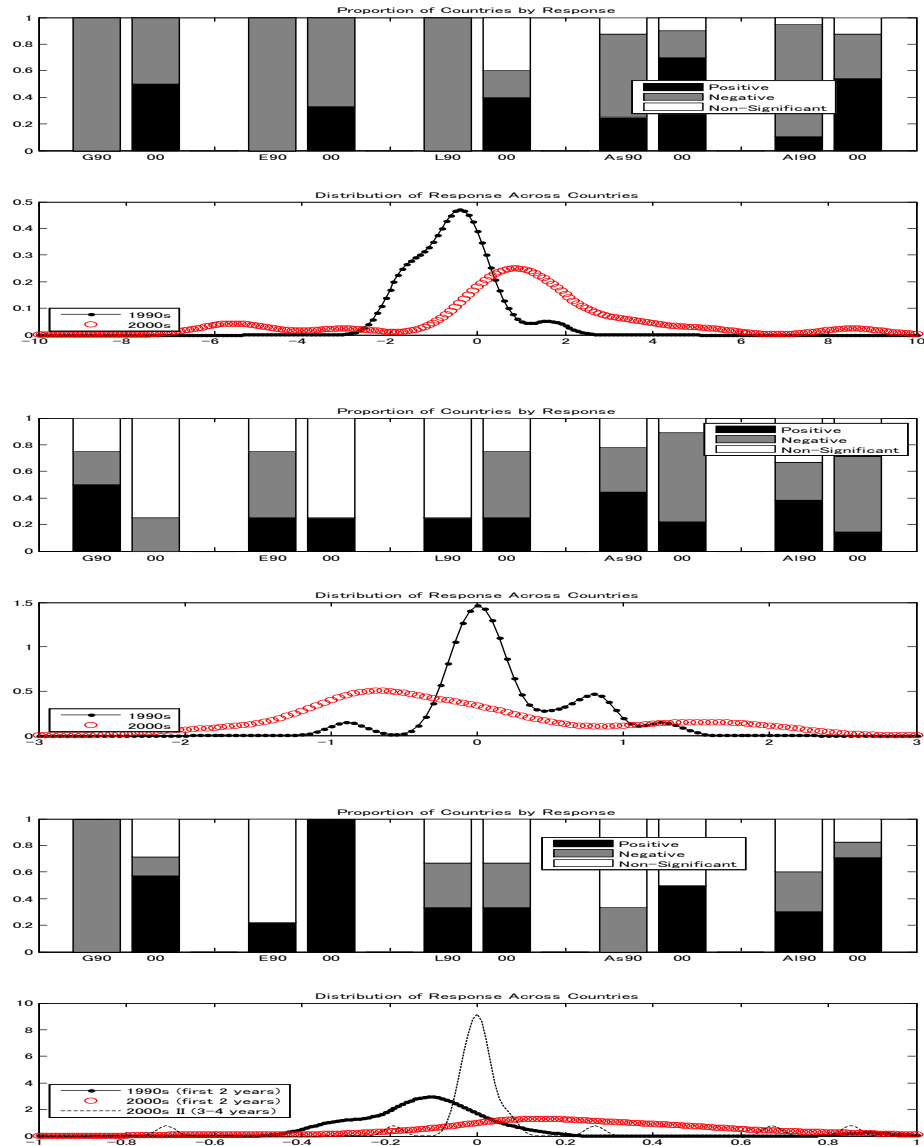 Proportion of Countries by Response
1
0.8
0.6
0.4
0.2
0
Positive
Negative
Non-Significant
G90 00 E90 00 L90 00 As90 00 Al90 00
Distribution of Response Across Countries
0.5
0.4
0.3
0.2
0.1
0
1990s
2000s
−10 −8 −6 −4 −2 0 2 4 6 8 10
Proportion of Countries by Response
1
0.8
0.6
0.4
0.2
0
Positive
Negative
Non-Significant
G90 00 E90 00 L90 00 As90 00 Al90 00
Distribution of Response Across Countries
1.5
1
0.5
0
1990s
2000s
−3 −2 −1 0 1 2 3
Proportion of Countries by Response
1
0.8
0.6
0.4
0.2
0
Positive
Negative
Non-Significant
G90 00 E90 00 L90 00 As90 00 Al90 00
Distribution of Response Across Countries
10
8
6
4
2
0
1990s (first 2 years)
2000s (first 2 years)
2000s II (3−4 years)
−1 −0.8 −0.6 −0.4 −0.2 0 0.2 0.4 0.6 0.8 1